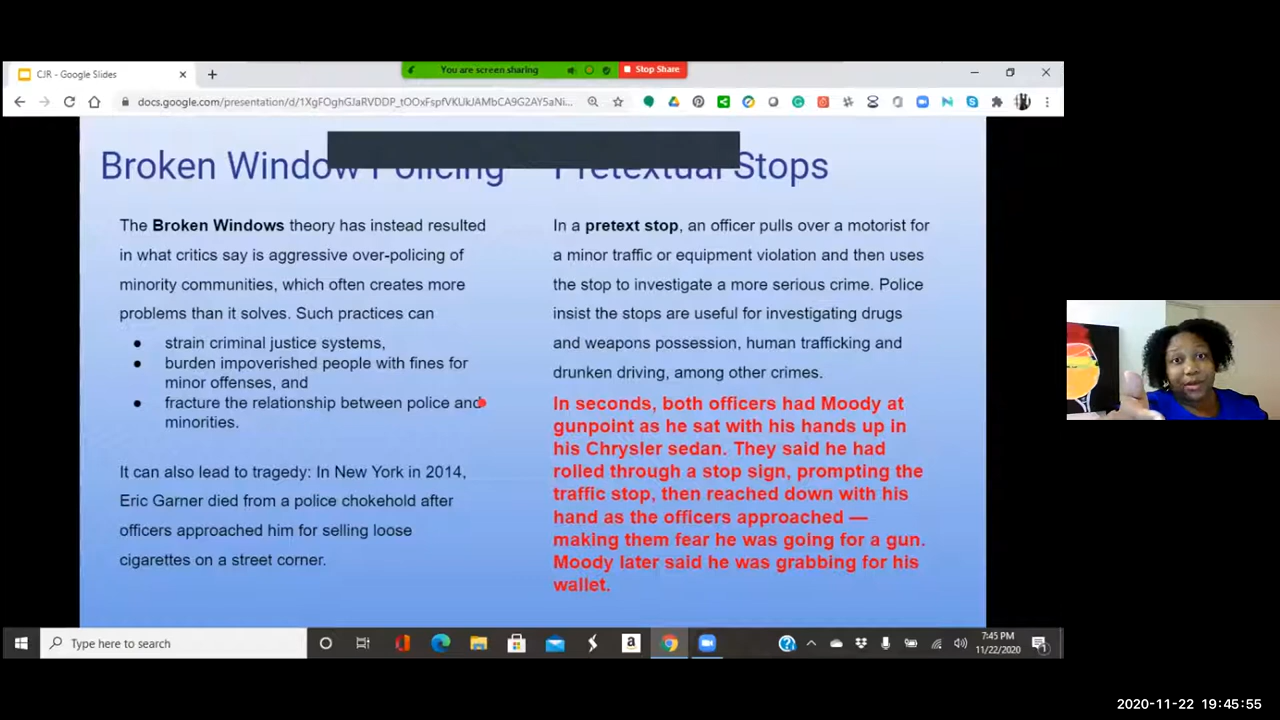 CJR - Google Slides
You are screen sharing
Stop Share
docs.google.com/presentation/d/
Broken Window Policing
Pretextual Stops
The Broken Windows theory has instead resulted
in what critics say is aggressive over-policing of
minority communities, which often creates more
problems than it solves. Such practices can
● strain criminal justice systems,
● burden impoverished people with fines for
minor offenses, and
● fracture the relationship between police and
minorities.
It can also lead to tragedy: In New York in 2014,
Eric Garner died from a police chokehold after
officers approached him for selling loose
cigarettes on a street corner.
In a pretext stop, an officer pulls over a motorist for
a minor traffic or equipment violation and then uses
the stop to investigate a more serious crime. Police
insist the stops are useful for investigating drugs
and weapons possession, human trafficking and
drunken driving, among other crimes.
In seconds, both officers had Moody at
gunpoint as he sat with his hands up in
his Chrysler sedan. They said he had
rolled through a stop sign, prompting the
traffic stop, then reached down with his
hand as the officers approached —
making them fear he was going for a gun.
Moody later said he was grabbing for his
wallet.
Type here to search
7:45 PM
11/22/2020
2020-11-22 19:45:55